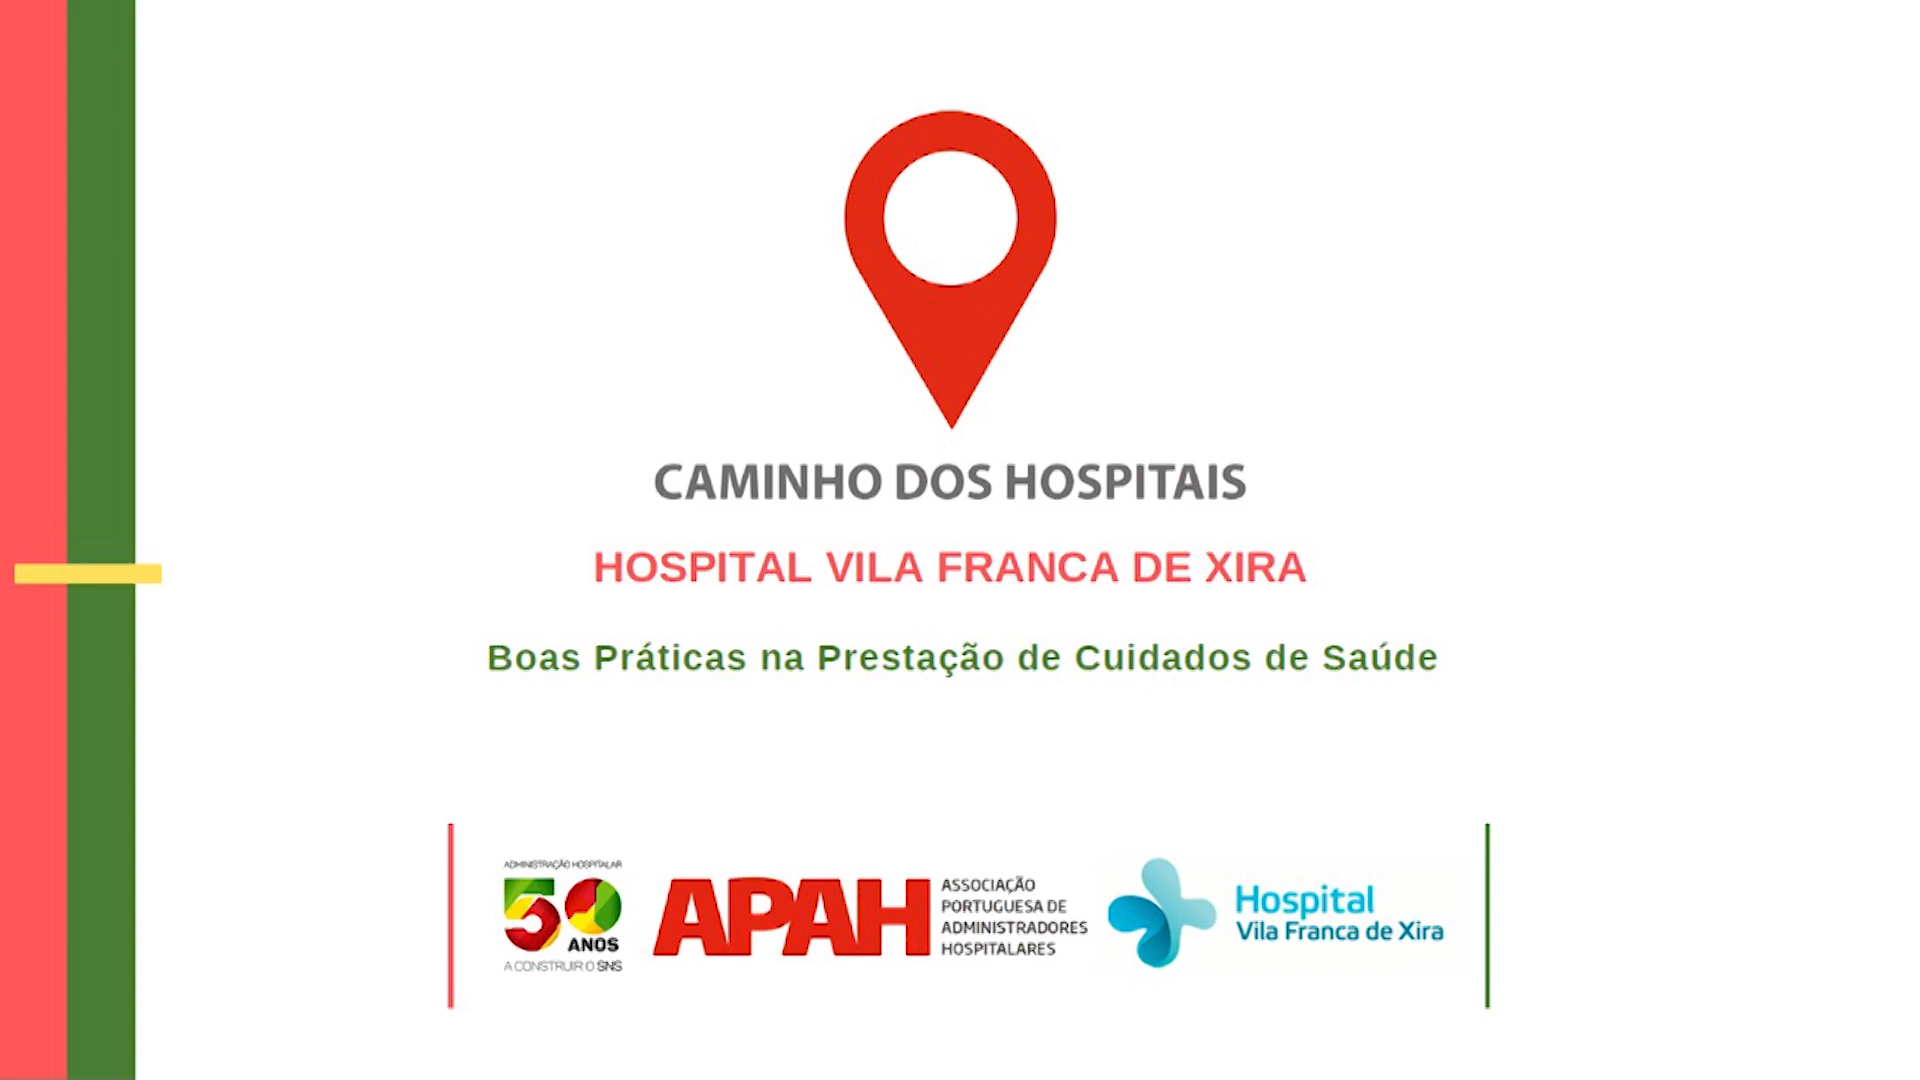 CAMINHO DOS HOSPITAIS
HOSPITAL VILA FRANCA DE XIRA
Boas Práticas na Prestação de Cuidados de Saúde
ADMINISTRAÇÃO HOSPITALAR
50
ANOS
A CONSTRUIR O SNS
APAH
ASSOCIAÇÃO
PORTUGUESA DE
ADMINISTRADORES
HOSPITALARES
Hospital
Vila Franca de Xira